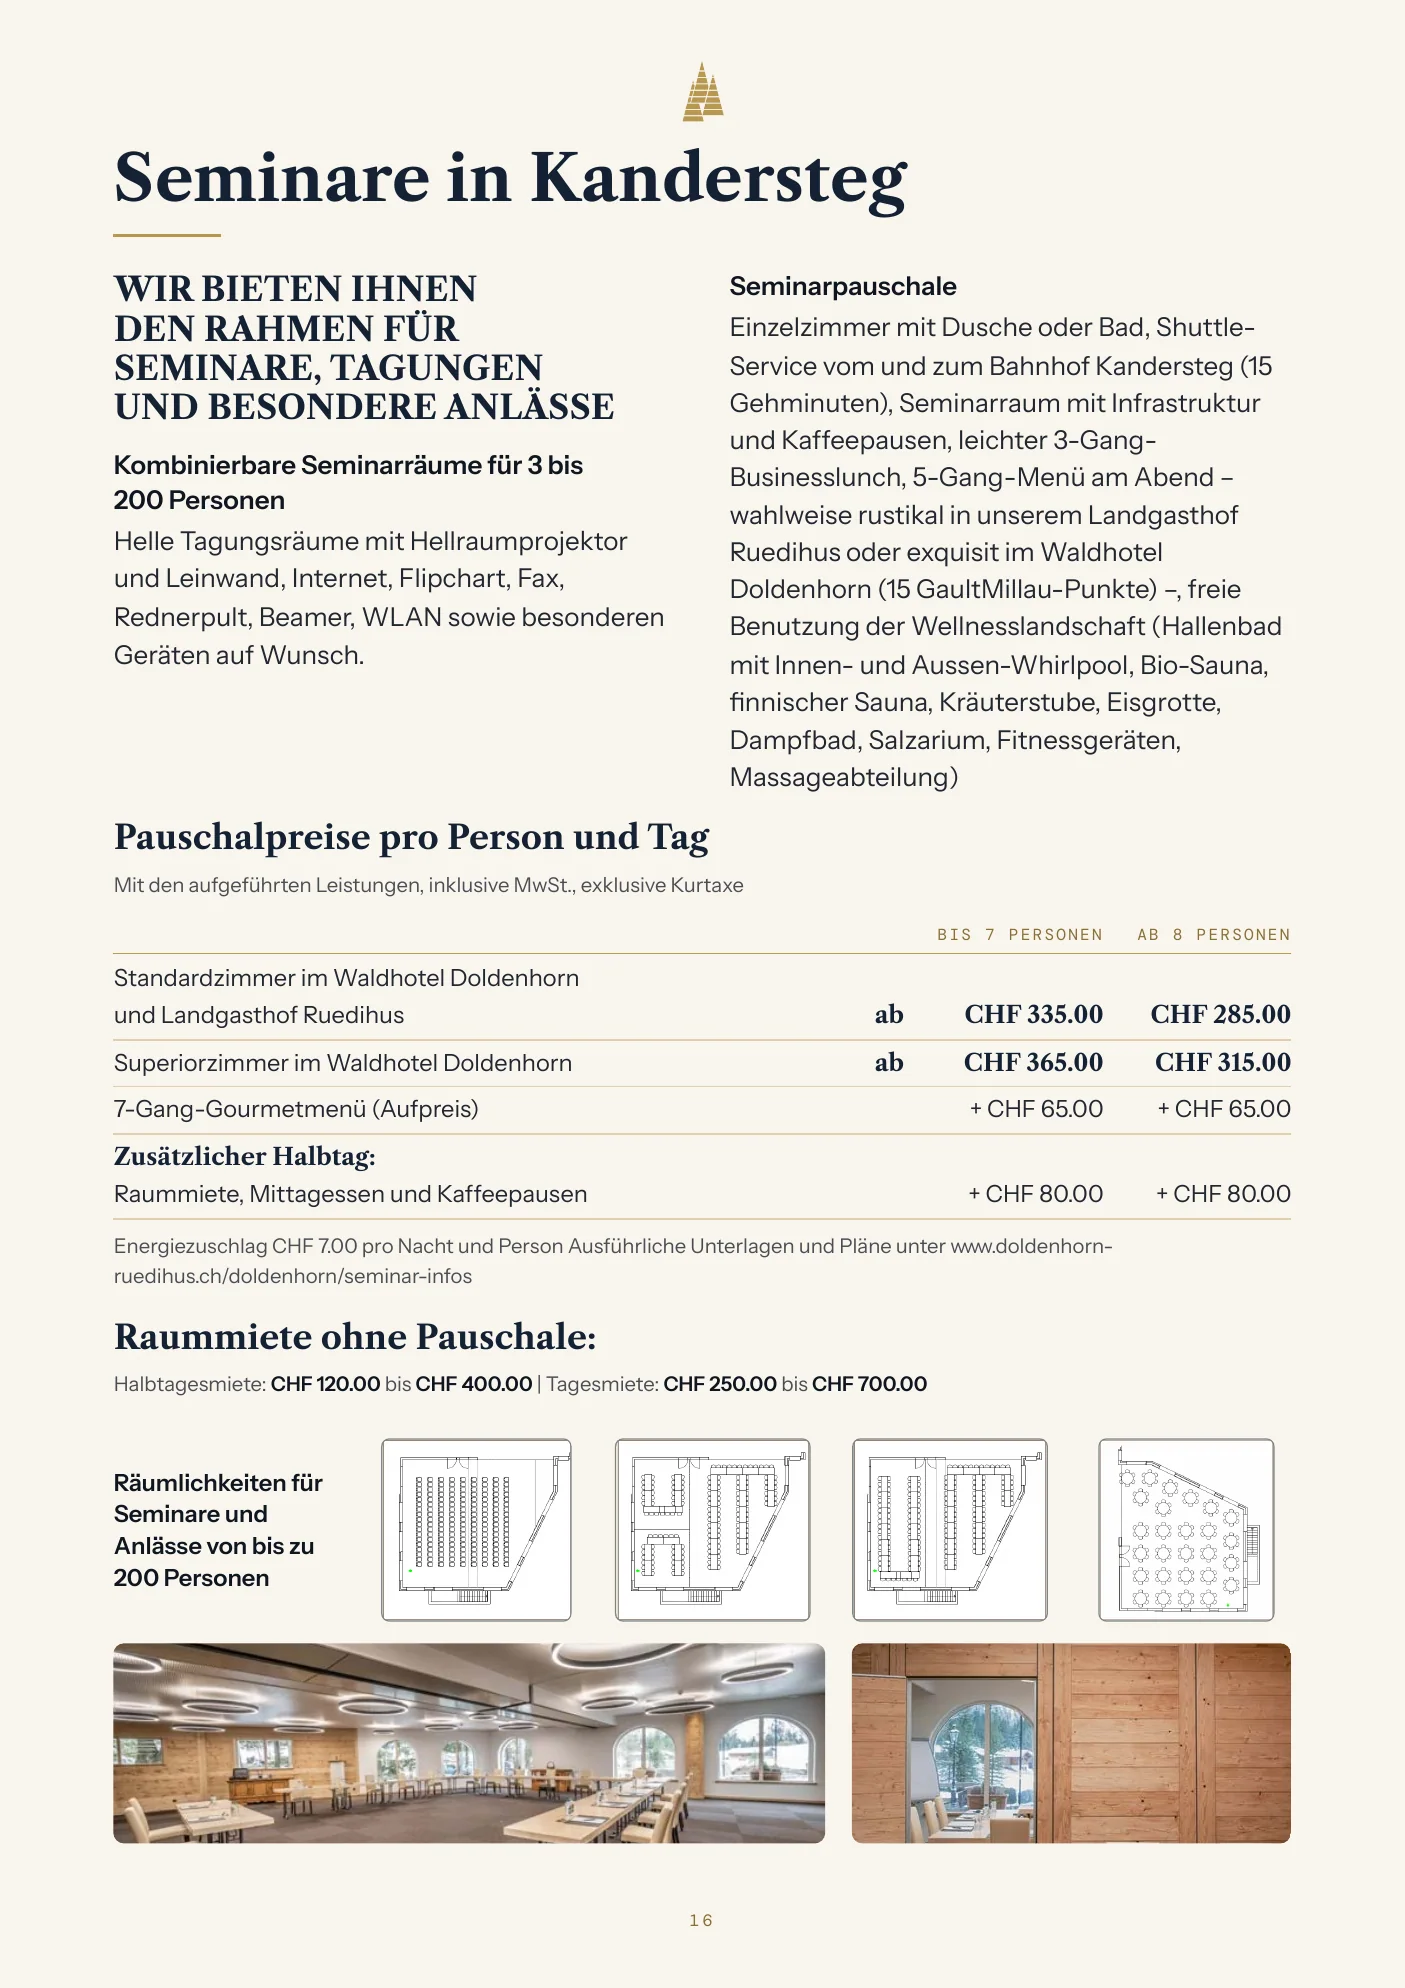 Seminare in Kandersteg
WIR BIETEN IHNEN
DEN RAHMEN FÜR
SEMINARE, TAGUNGEN
UND BESONDERE ANLÄSSE
Kombinierbare Seminarräume für 3 bis
200 Personen
Helle Tagungsräume mit Hellraumprojektor
und Leinwand, Internet, Flipchart, Fax,
Rednerpult, Beamer, WLAN sowie besonderen
Geräten auf Wunsch.
Seminarpauschale
Einzelzimmer mit Dusche oder Bad, Shuttle-
Service vom und zum Bahnhof Kandersteg (15
Gehminuten), Seminarraum mit Infrastruktur
und Kaffeepausen, leichter 3-Gang-
Businesslunch, 5-Gang-Menü am Abend –
wahlweise rustikal in unserem Landgasthof
Ruedihus oder exquisit im Waldhotel
Doldenhorn (15 GaultMillau-Punkte) –, freie
Benutzung der Wellnesslandschaft (Hallenbad
mit Innen- und Aussen-Whirlpool, Bio-Sauna,
finnischer Sauna, Kräuterstube, Eisgrotte,
Dampfbad, Salzarium, Fitnessgeräten,
Massageabteilung)
Pauschalpreise pro Person und Tag
Mit den aufgeführten Leistungen, inklusive MwSt., exklusive Kurtaxe
BIS 7 PERSONEN AB 8 PERSONEN
Standardzimmer im Waldhotel Doldenhorn
und Landgasthof Ruedihus ab CHF 335.00 CHF 285.00
Superiorzimmer im Waldhotel Doldenhorn ab CHF 365.00 CHF 315.00
7-Gang-Gourmetmenü (Aufpreis) + CHF 65.00 + CHF 65.00
Zusätzlicher Halbtag:
Raummiete, Mittagessen und Kaffeepausen + CHF 80.00 + CHF 80.00
Energiezuschlag CHF 7.00 pro Nacht und Person Ausführliche Unterlagen und Pläne unter www.doldenhorn-
ruedihus.ch/doldenhorn/seminar-infos
Raummiete ohne Pauschale:
Halbtagesmiete: CHF 120.00 bis CHF 400.00 | Tagesmiete: CHF 250.00 bis CHF 700.00
Räumlichkeiten für
Seminare und
Anlässe von bis zu
200 Personen
16